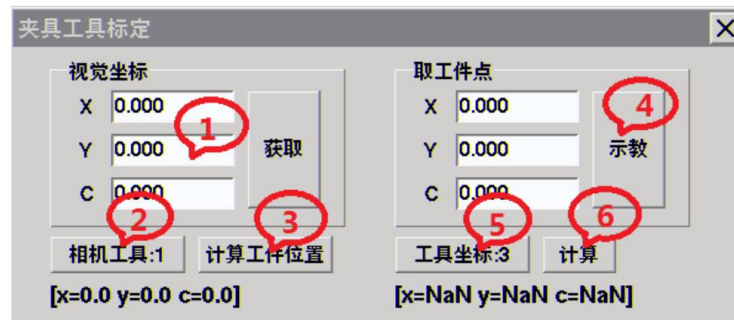 夹具工具标定
视觉坐标
X 0.000
Y 0.000
C 0.000
获取
1
2
3
相机工具:1
计算工件位置
[x=0.0 y=0.0 c=0.0]
取工件点
X 0.000
Y 0.000
C 0.000
示教
4
5
6
工具坐标:3
计算
[x=NaN y=NaN c=NaN]